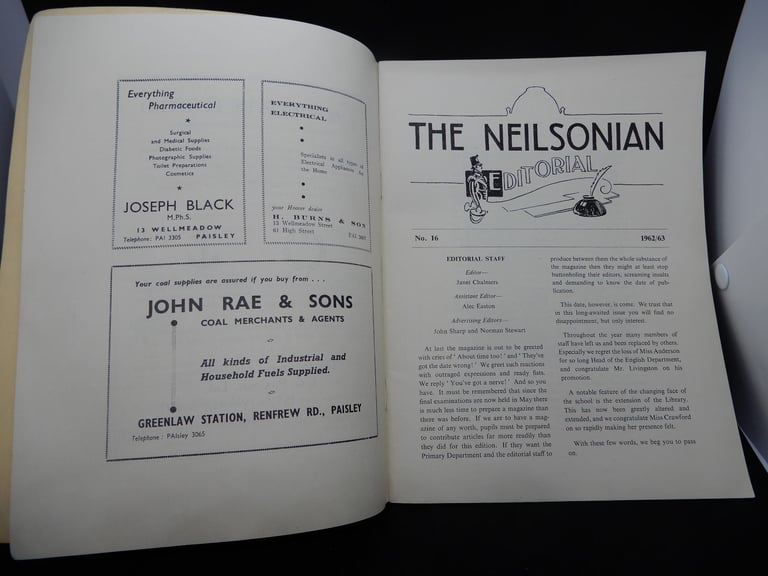 Everything
Pharmaceutical
Surgical
and Medical Supplies
Diabetic Foods
Photographic Supplies
Toilet Preparations
Cosmetics
JOSEPH BLACK
M.Ph.S.
13 WELLMEADOW
Telephone: PAI 3305 PAISLEY
EVERYTHING
ELECTRICAL
Specialists in all types of
Electrical Appliances for
the Home
your Hoover dealer
H. BURNS & SON
15 Wellmeadow Street
61 High Street
Your coal supplies are assured if you buy from . . .
JOHN RAE & SONS
COAL MERCHANTS & AGENTS
All kinds of Industrial and
Household Fuels Supplied.
GREENLAW STATION, RENFREW RD., PAISLEY
Telephone: PAIsley 3065
THE NEILSONIAN
EDITORIAL
No. 16 1962/63
EDITORIAL STAFF
Editor—
Janet Chalmers
Assistant Editor—
Alec Easton
Advertising Editors—
John Sharp and Norman Stewart
At last the magazine is out to be greeted
with cries of ' About time too! ' and ' They've
got the date wrong! ' We greet such reactions
with outraged expressions and ready fists.
We reply ' You've got a nerve! ' And so you
have. It must be remembered that since the
final examinations are now held in May there
is much less time to prepare a magazine than
there was before. If we are to have a mag-
azine of any worth, pupils must be prepared
to contribute articles far more readily than
they did for this edition. If they want the
Primary Department and the editorial staff to
produce between them the whole substance of
the magazine then they might at least stop
buttonholing their editors, screaming insults
and demanding to know the date of pub-
lication.
This date, however, is come. We trust that
in this long-awaited issue you will find no
disappointment, but only interest.
Throughout the year many members of
staff have left us and been replaced by others.
Especially we regret the loss of Miss Anderson
for so long Head of the English Department,
and congratulate Mr. Livingston on his
promotion.
A notable feature of the changing face of
the school is the extension of the Library.
This has now been greatly altered and
extended, and we congratulate Miss Crawford
on so rapidly making her presence felt.
With these few words, we beg you to pass
on.